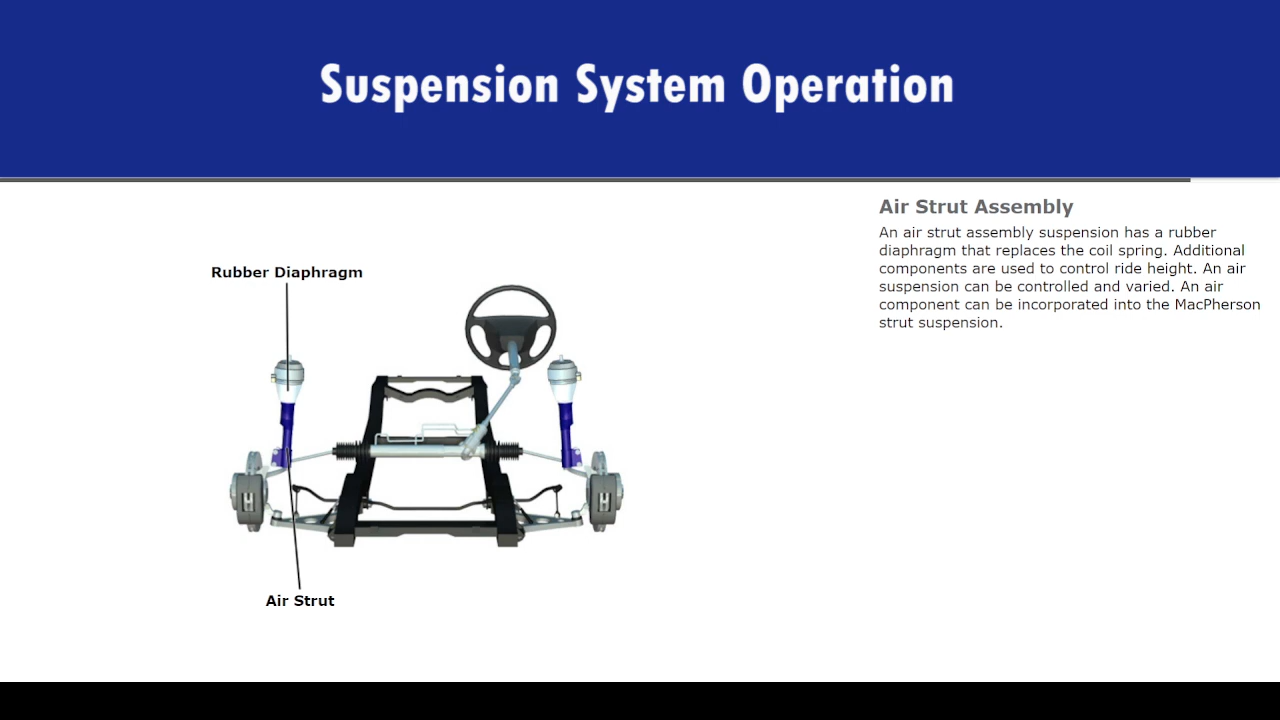 Suspension System Operation
Air Strut Assembly
An air strut assembly suspension has a rubber
diaphragm that replaces the coil spring. Additional
components are used to control ride height. An air
suspension can be controlled and varied. An air
component can be incorporated into the MacPherson
strut suspension.
Rubber Diaphragm
Air Strut